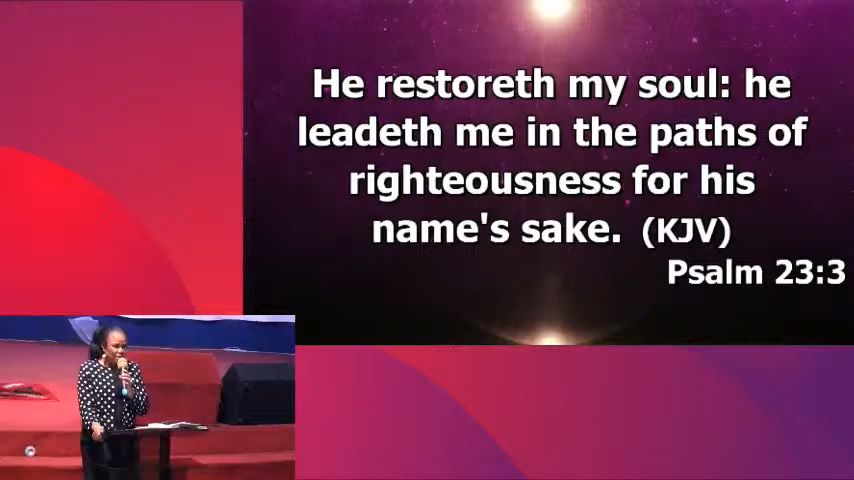 He restoreth my soul: he
leadeth me in the paths of
righteousness for his
name's sake. (KJV)
Psalm 23:3